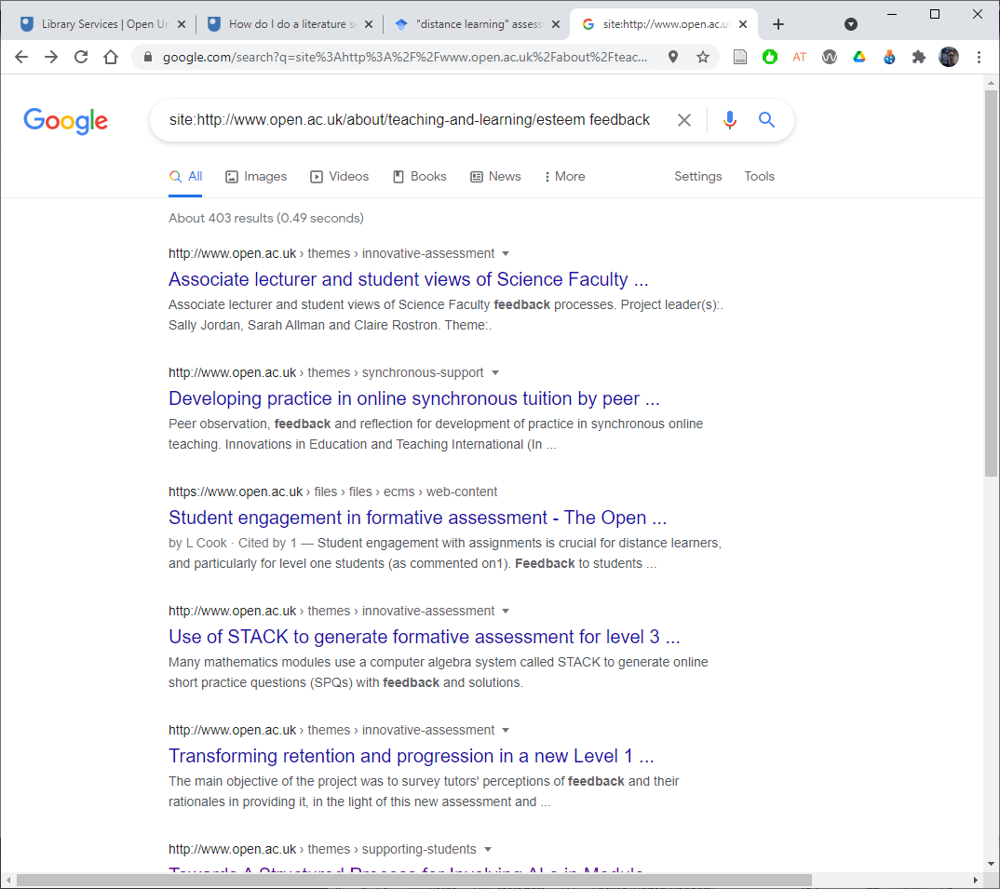 Library Services | Open Ur
How do I do a literature se
"distance learning" assess
site:http://www.open.ac.u
google.com/search?q=site%3Ahttp%3A%2F%2Fwww.open.ac.uk%2Fabout%2Fteac...
AT
Google
site:http://www.open.ac.uk/about/teaching-and-learning/esteem feedback
All Images Videos Books News More Settings Tools
About 403 results (0.49 seconds)
http://www.open.ac.uk › themes › innovative-assessment
Associate lecturer and student views of Science Faculty ...
Associate lecturer and student views of Science Faculty feedback processes. Project leader(s):.
Sally Jordan, Sarah Allman and Claire Rostron. Theme:.
http://www.open.ac.uk › themes › synchronous-support
Developing practice in online synchronous tuition by peer ...
Peer observation, feedback and reflection for development of practice in synchronous online
teaching. Innovations in Education and Teaching International (In ...
https://www.open.ac.uk › files › files › ecms › web-content
Student engagement in formative assessment - The Open ...
by L Cook · Cited by 1 — Student engagement with assignments is crucial for distance learners,
and particularly for level one students (as commented on1). Feedback to students ...
http://www.open.ac.uk › themes › innovative-assessment
Use of STACK to generate formative assessment for level 3 ...
Many mathematics modules use a computer algebra system called STACK to generate online
short practice questions (SPQs) with feedback and solutions.
http://www.open.ac.uk › themes › innovative-assessment
Transforming retention and progression in a new Level 1 ...
The main objective of the project was to survey tutors' perceptions of feedback and their
rationales in providing it, in the light of this new assessment and ...
http://www.open.ac.uk › themes › supporting-students
Towards A Structured Process for Involving ALs in Module